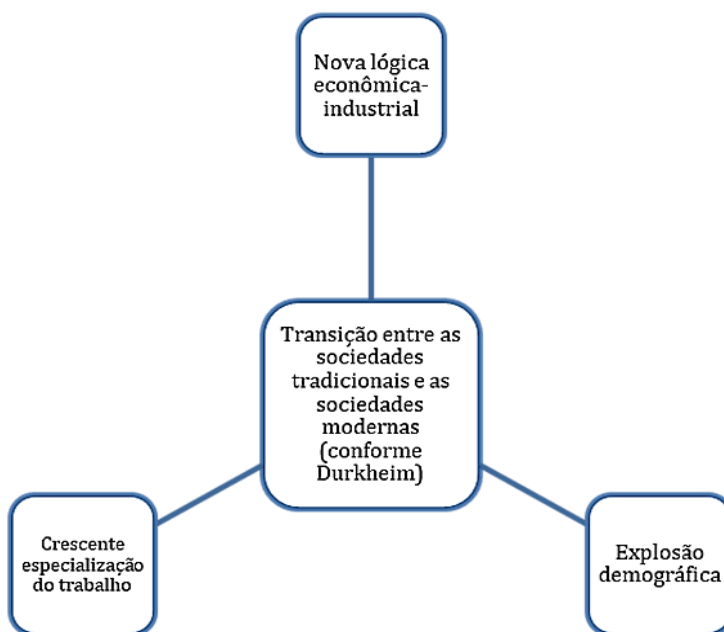 Nova lógica
econômica-
industrial
Transição entre as
sociedades
tradicionais e as
sociedades
modernas
(conforme
Durkheim)
Crescente
especialização
do trabalho
Explosão
demográfica